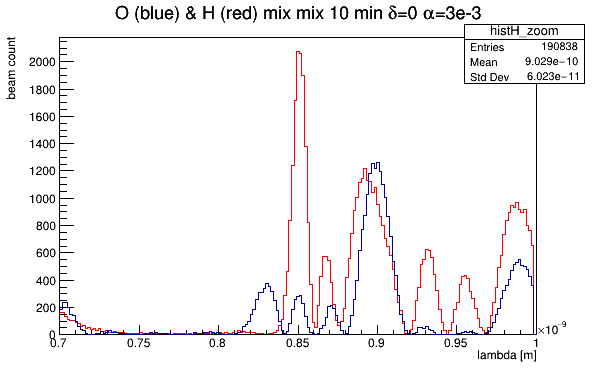 O (blue) & H (red) mix mix 10 min δ=0 α=3e-3
histH_zoom
Entries 190838
Mean 9.029e-10
Std Dev 6.023e-11
beam count
2000
1800
1600
1400
1200
1000
800
600
400
200
0
0.7 0.75 0.8 0.85 0.9 0.95 1
×10⁻⁹
lambda [m]